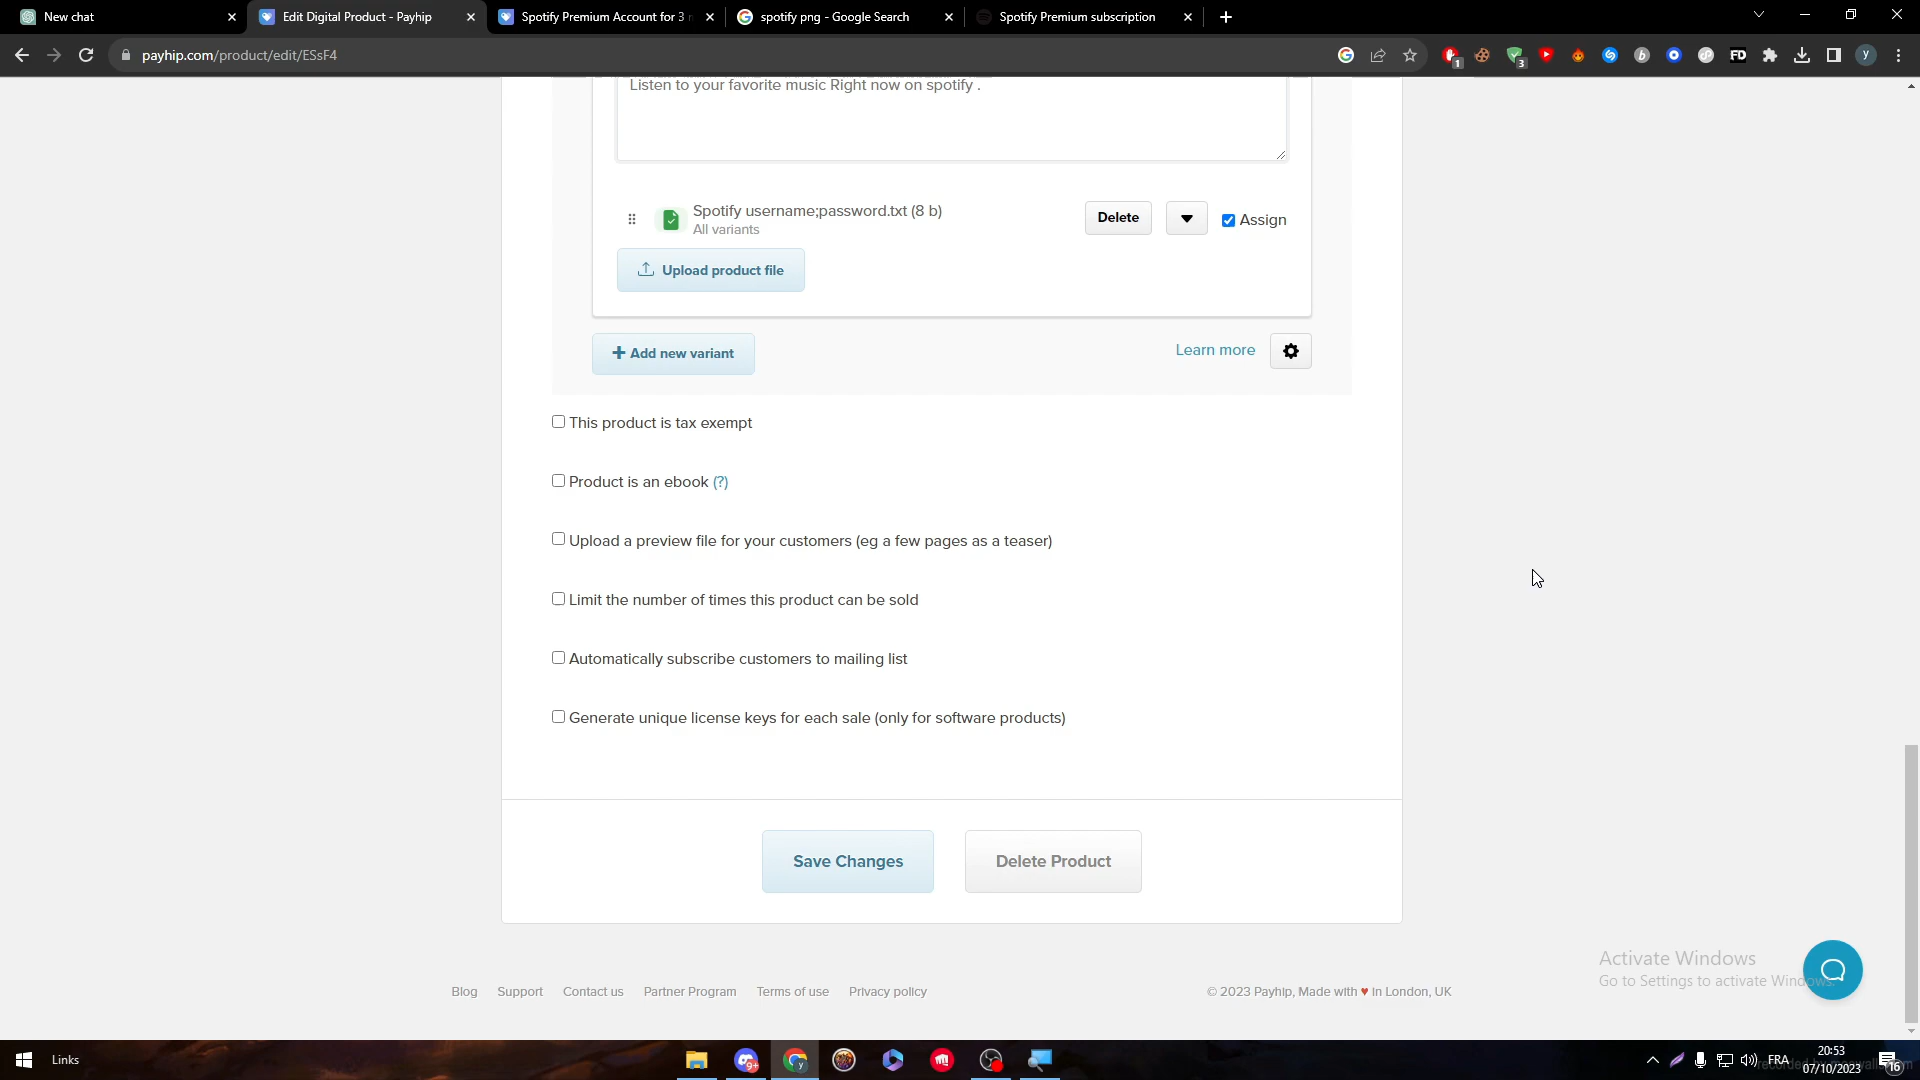 New chat
Edit Digital Product - Payhip
Spotify Premium Account for 3
spotify png - Google Search
Spotify Premium subscription
payhip.com/product/edit/ESsF4
Listen to your favorite music Right now on spotify .
Spotify username;password.txt (8 b)
All variants
Delete
Assign
Upload product file
Add new variant
Learn more
This product is tax exempt
Product is an ebook (?)
Upload a preview file for your customers (eg a few pages as a teaser)
Limit the number of times this product can be sold
Automatically subscribe customers to mailing list
Generate unique license keys for each sale (only for software products)
Save Changes
Delete Product
Activate Windows
Go to Settings to activate Windows.
Blog
Support
Contact us
Partner Program
Terms of use
Privacy policy
© 2023 Payhip, Made with ♥ in London, UK
Links
FRA
20:53
07/10/2023
16